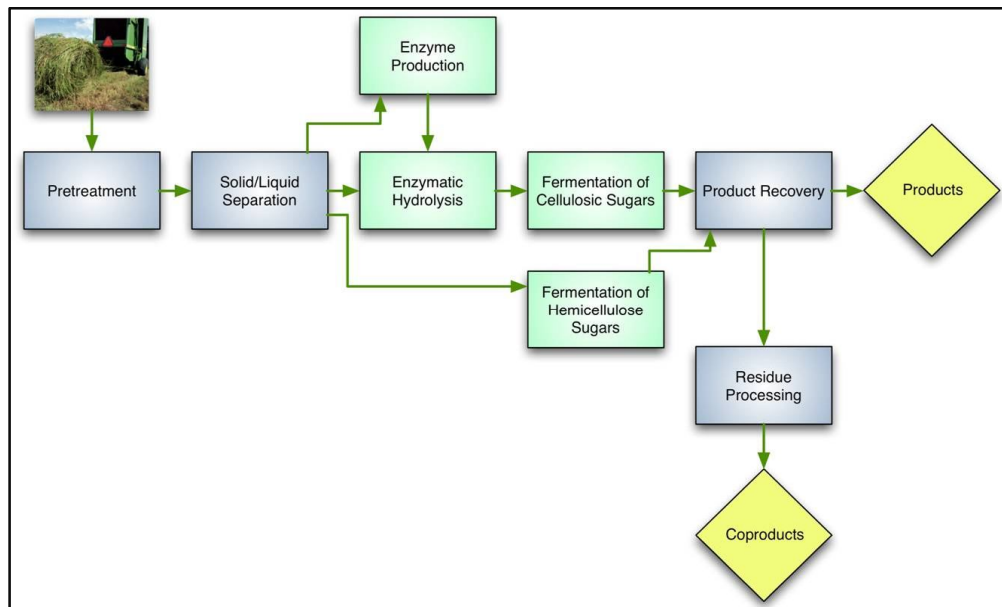 Enzyme
Production
Pretreatment
Solid/Liquid
Separation
Enzymatic
Hydrolysis
Fermentation of
Cellulosic Sugars
Product Recovery
Products
Fermentation of
Hemicellulose
Sugars
Residue
Processing
Coproducts